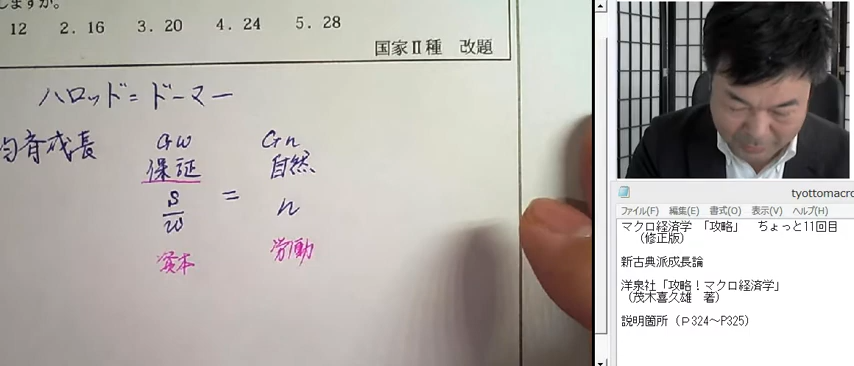 しますか。
12 2. 16 3. 20 4. 24 5. 28
国家Ⅱ種 改題
ハロッド=ドーマー
均斉成長 Gw Gn
保証 自然
s/w = n
資本 労働
tyottomacro
ファイル(F) 編集(E) 書式(O) 表示(V) ヘルプ(H)
マクロ経済学 「攻略」 ちょっと11回目
(修正版)
新古典派成長論
洋泉社「攻略！マクロ経済学」
(茂木喜久雄 著)
説明箇所（Ｐ324～P325）